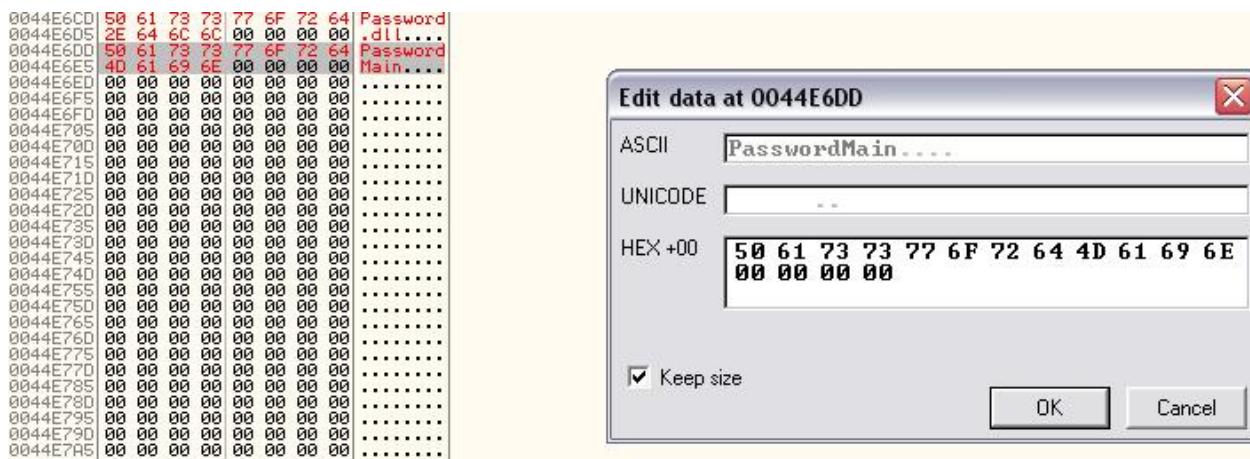 0044E6CD 50 61 73 73 77 6F 72 64 Password
0044E6D5 2E 64 6C 6C 00 00 00 00 .dll....
0044E6DD 50 61 73 73 77 6F 72 64 Password
0044E6E5 4D 61 69 6E 00 00 00 00 Main....
0044E6ED 00 00 00 00 00 00 00 00 ........
0044E6F5 00 00 00 00 00 00 00 00 ........
0044E6FD 00 00 00 00 00 00 00 00 ........
0044E705 00 00 00 00 00 00 00 00 ........
0044E70D 00 00 00 00 00 00 00 00 ........
0044E715 00 00 00 00 00 00 00 00 ........
0044E71D 00 00 00 00 00 00 00 00 ........
0044E725 00 00 00 00 00 00 00 00 ........
0044E72D 00 00 00 00 00 00 00 00 ........
0044E735 00 00 00 00 00 00 00 00 ........
0044E73D 00 00 00 00 00 00 00 00 ........
0044E745 00 00 00 00 00 00 00 00 ........
0044E74D 00 00 00 00 00 00 00 00 ........
0044E755 00 00 00 00 00 00 00 00 ........
0044E75D 00 00 00 00 00 00 00 00 ........
0044E765 00 00 00 00 00 00 00 00 ........
0044E76D 00 00 00 00 00 00 00 00 ........
0044E775 00 00 00 00 00 00 00 00 ........
0044E77D 00 00 00 00 00 00 00 00 ........
0044E785 00 00 00 00 00 00 00 00 ........
0044E78D 00 00 00 00 00 00 00 00 ........
0044E795 00 00 00 00 00 00 00 00 ........
0044E79D 00 00 00 00 00 00 00 00 ........
0044E7A5 00 00 00 00 00 00 00 00 ........
Edit data at 0044E6DD
ASCII PasswordMain....
UNICODE ..
HEX +00 50 61 73 73 77 6F 72 64 4D 61 69 6E
00 00 00 00
Keep size
OK Cancel